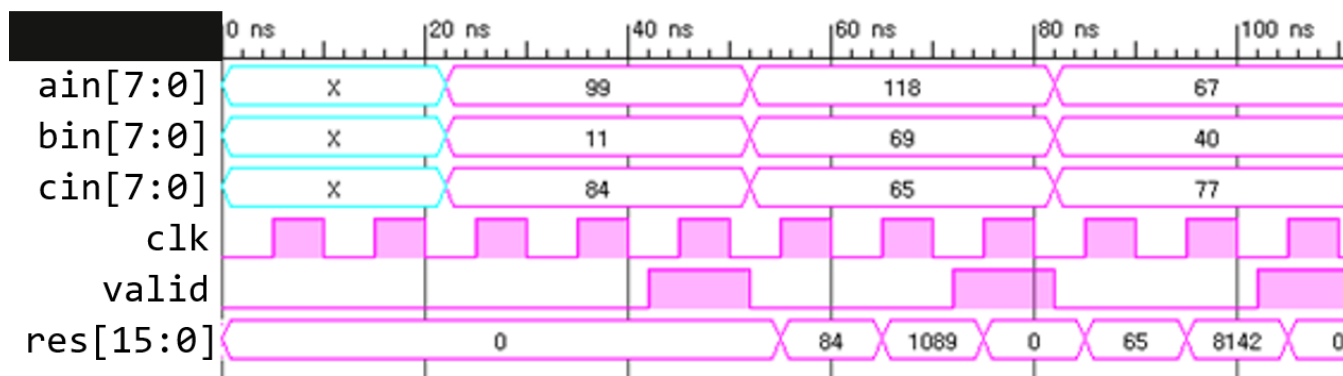 0 ns 20 ns 40 ns 60 ns 80 ns 100 ns
ain[7:0] X 99 118 67
bin[7:0] X 11 69 40
cin[7:0] X 84 65 77
clk
valid
res[15:0] 0 84 1089 0 65 8142 0